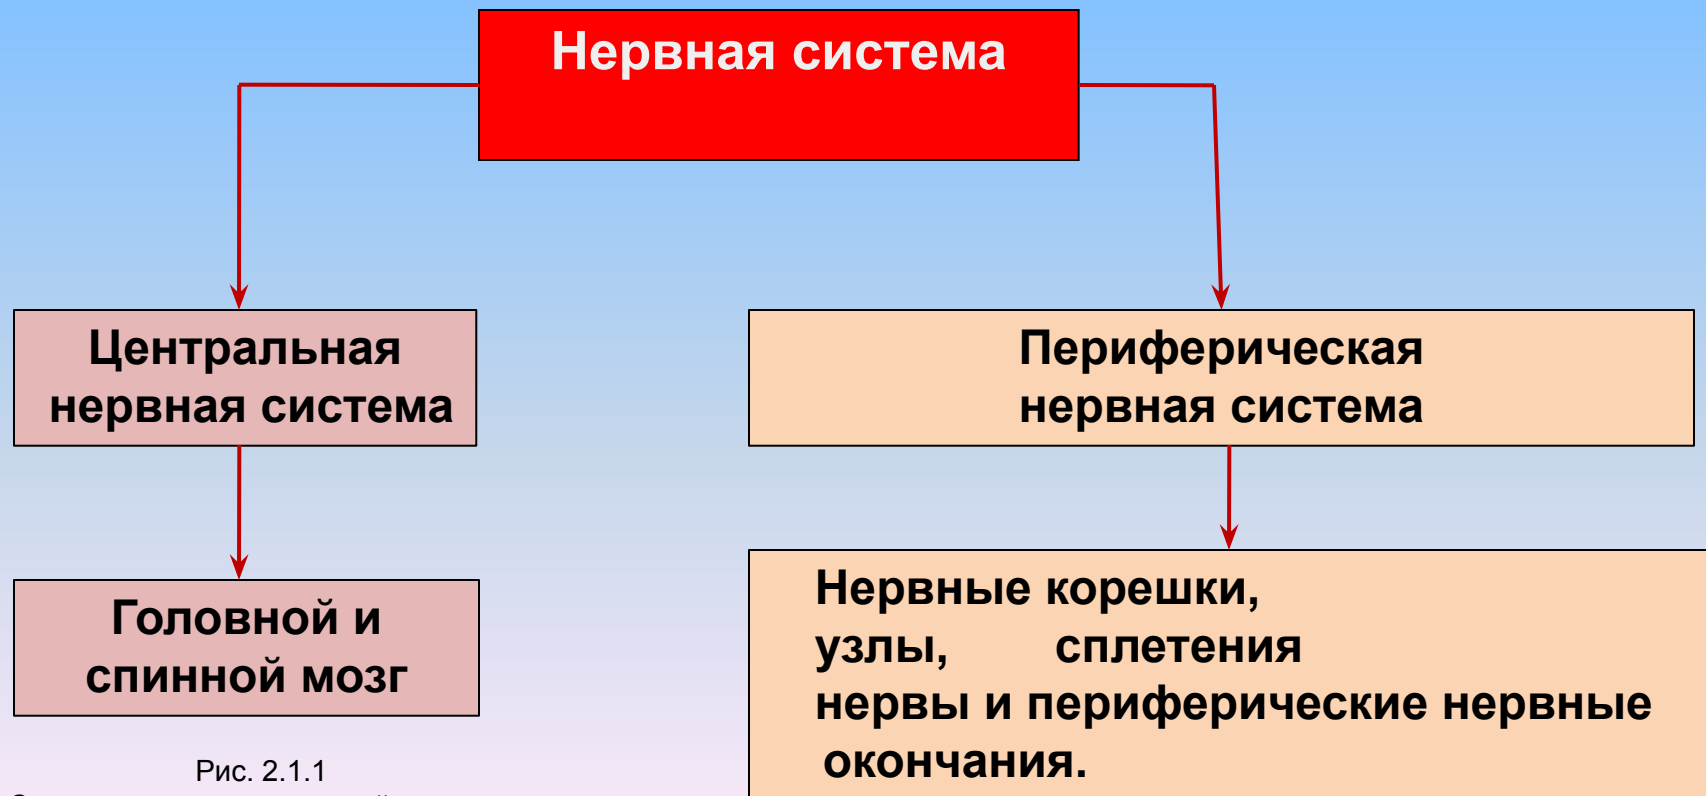 Нервная система
Центральная
нервная система
Периферическая
нервная система
Головной и
спинной мозг
Нервные корешки,
узлы, сплетения
нервы и периферические нервные
окончания.
Рис. 2.1.1